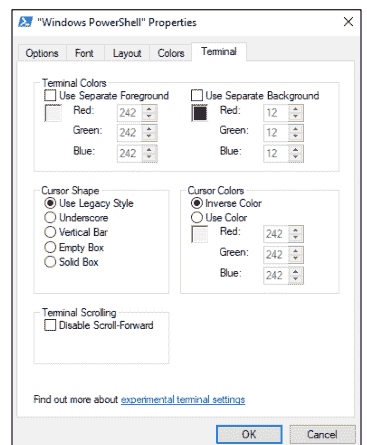 "Windows PowerShell" Properties
Options Font Layout Colors Terminal
Terminal Colors
Use Separate Foreground Use Separate Background
Red: 242 Red: 12
Green: 242 Green: 12
Blue: 242 Blue: 12
Cursor Shape Cursor Colors
Use Legacy Style Inverse Color
Underscore Use Color
Vertical Bar Red: 242
Empty Box Green: 242
Solid Box Blue: 242
Terminal Scrolling
Disable Scroll-Forward
Find out more about experimental terminal settings
OK Cancel